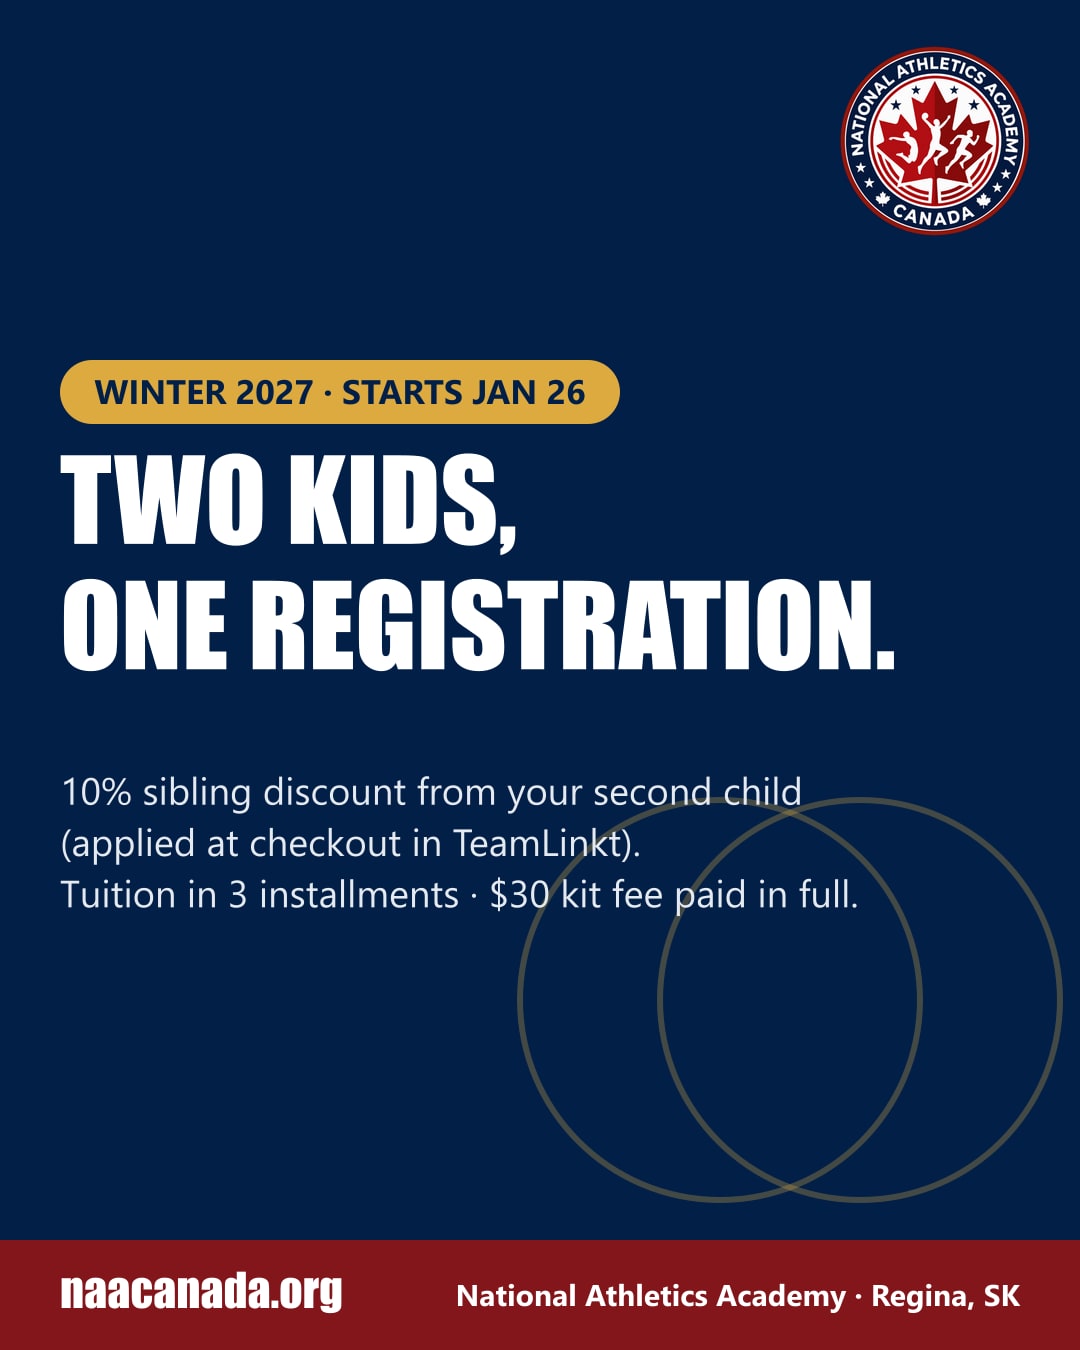 NATIONAL ATHLETICS ACADEMY
CANADA
WINTER 2027 · STARTS JAN 26
TWO KIDS,
ONE REGISTRATION.
10% sibling discount from your second child
(applied at checkout in TeamLinkt).
Tuition in 3 installments · $30 kit fee paid in full.
naacanada.org
National Athletics Academy · Regina, SK